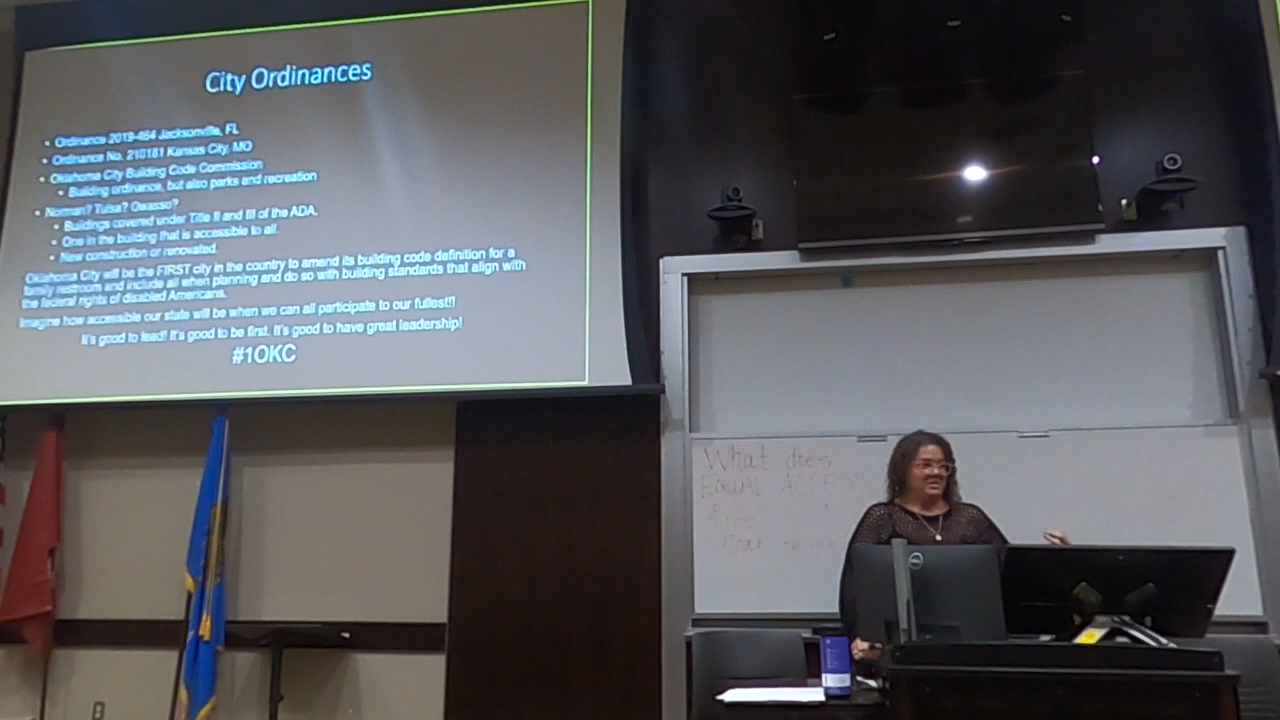 City Ordinances
• Ordinance 2019-464 Jacksonville, FL
• Ordinance No. 210181 Kansas City, MO
• Oklahoma City Building Code Commission
• Building ordinance, but also parks and recreation
• Norman? Tulsa? Owasso?
• Buildings covered under Title II and III of the ADA.
• One in the building that is accessible to all.
• New construction or renovated.
Oklahoma City will be the FIRST city in the country to amend its building code definition for a
family restroom and include all when planning and do so with building standards that align with
the federal rights of disabled Americans.
Imagine how accessible our state will be when we can all participate to our fullest!!
It's good to lead! It's good to be first. It's good to have great leadership!
#1OKC
What does
EQUAL ACCESS
mean to
DELL